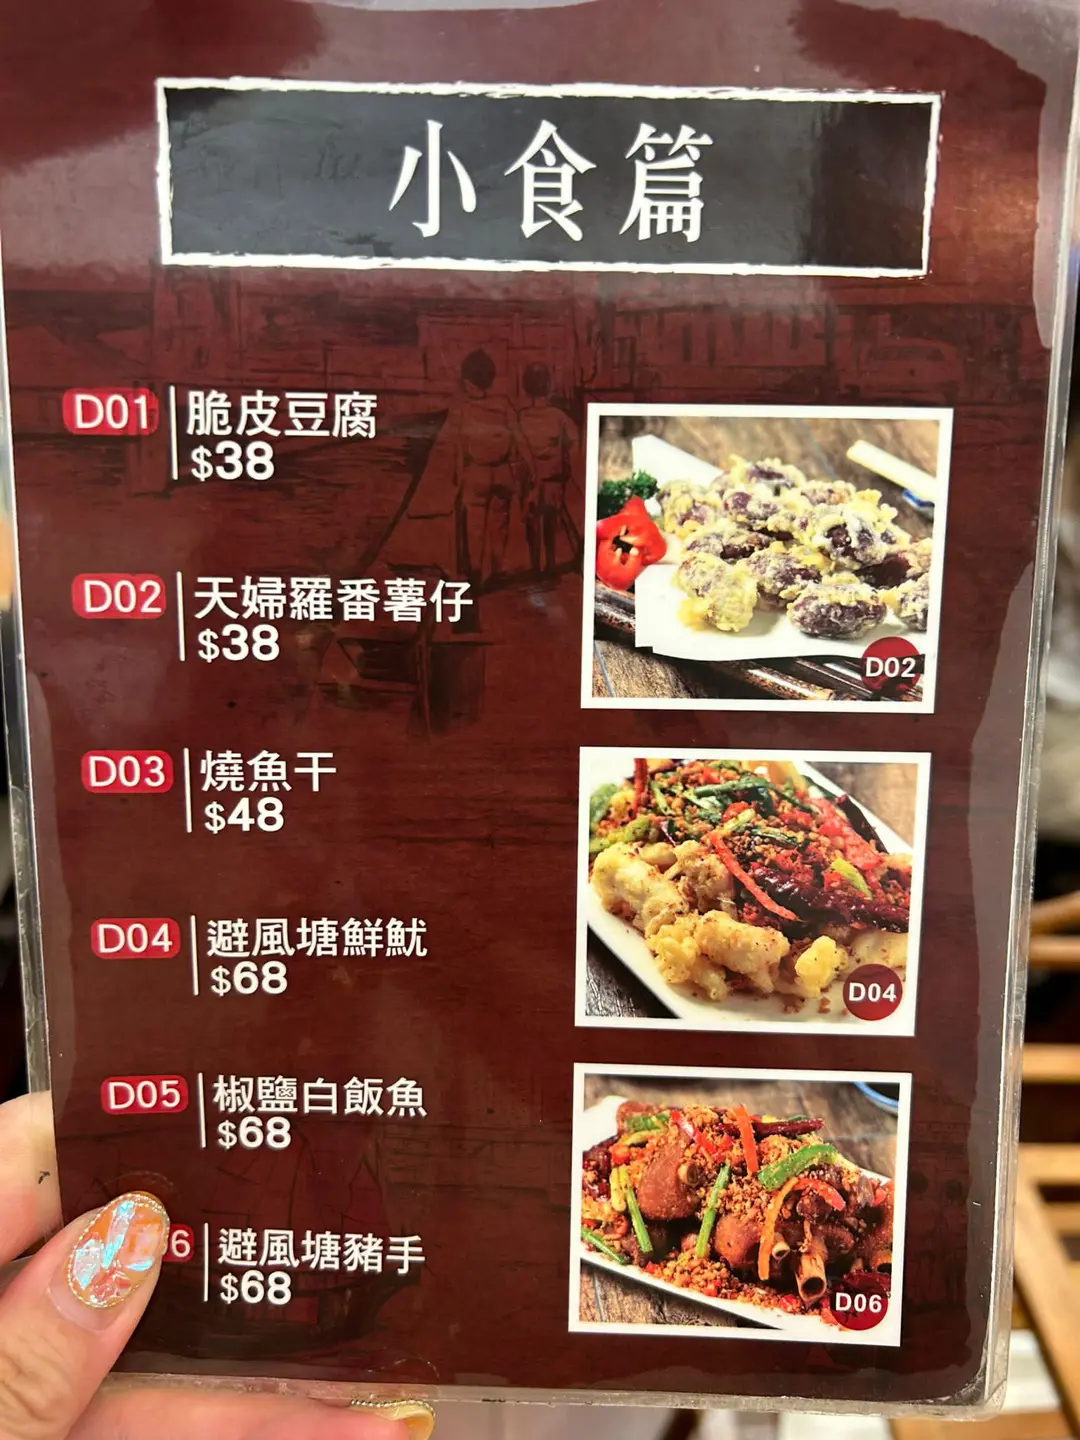 小食篇
D01 脆皮豆腐
$38
D02 天婦羅番薯仔
$38
D03 燒魚干
$48
D04 避風塘鮮魷
$68
D05 椒鹽白飯魚
$68
6 避風塘豬手
$68
D02
D04
D06